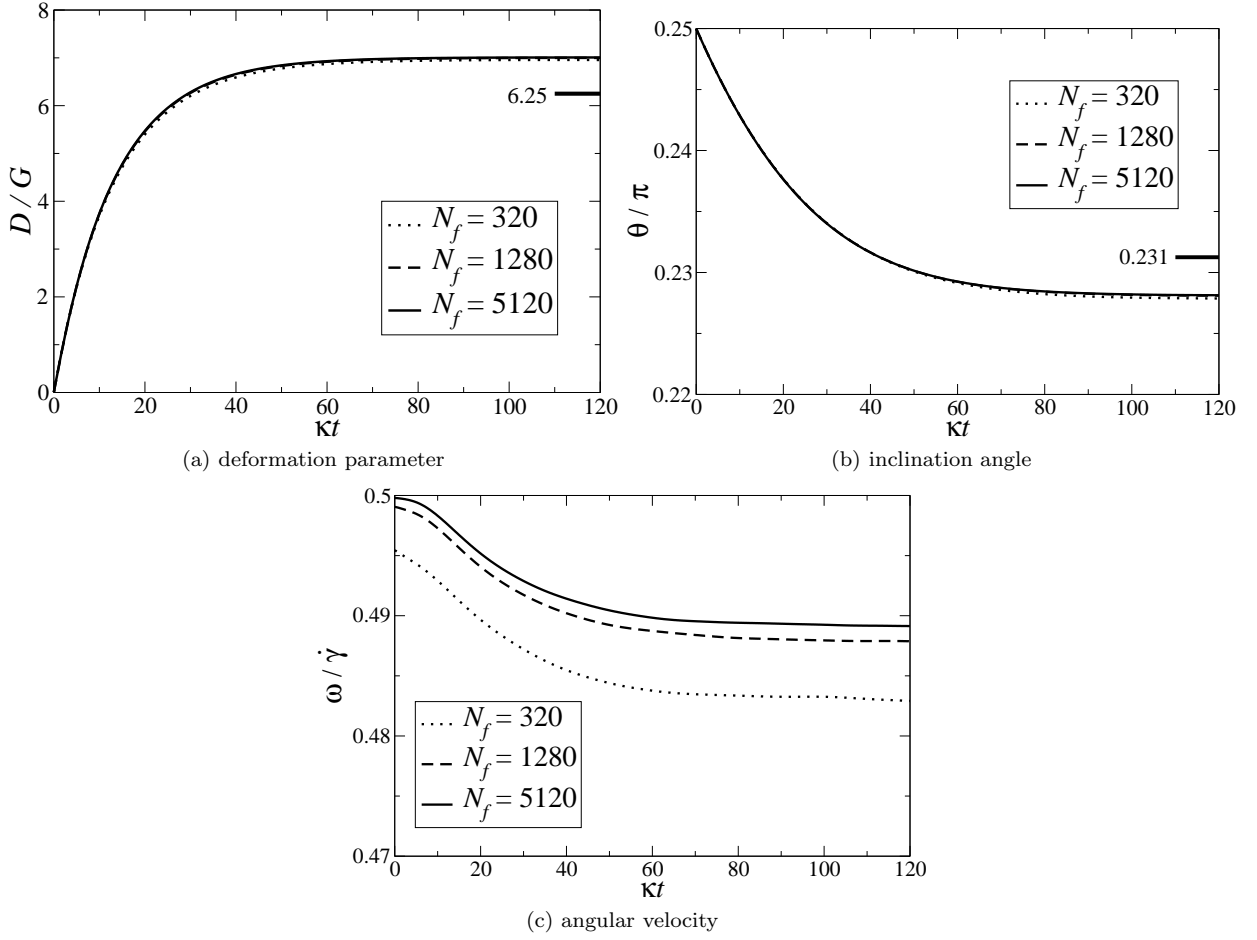 8
6
4
2
0
D / G
6.25
N_f = 320
N_f = 1280
N_f = 5120
0 20 40 60 80 100 120
κt
(a) deformation parameter
0.25
0.24
0.23
0.22
θ / π
N_f = 320
N_f = 1280
N_f = 5120
0.231
0 20 40 60 80 100 120
κt
(b) inclination angle
0.5
0.49
0.48
0.47
ω / γ̇
N_f = 320
N_f = 1280
N_f = 5120
0 20 40 60 80 100 120
κt
(c) angular velocity